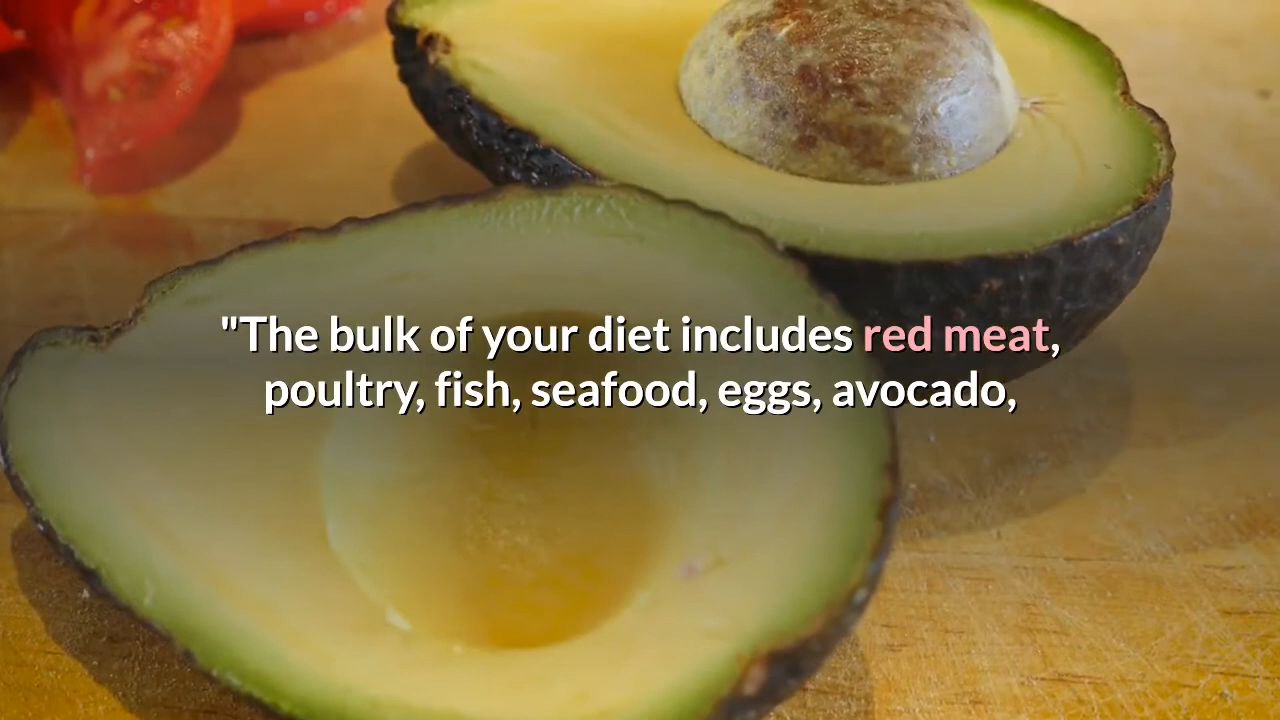 "The bulk of your diet includes red meat,
poultry, fish, seafood, eggs, avocado,